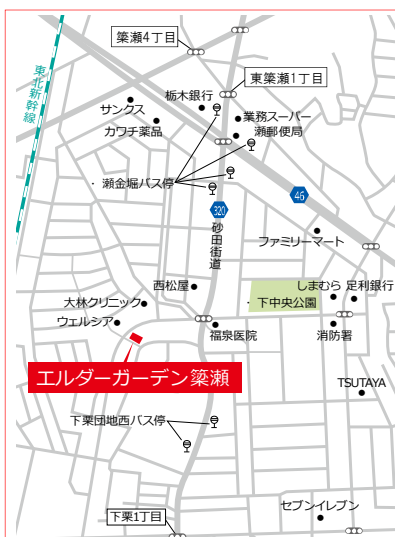 簗瀬4丁目
東北新幹線
東簗瀬1丁目
栃木銀行
サンクス
業務スーパー
カワチ薬品
瀬郵便局
・瀬金堀バス停
46
320
砂田街道
ファミリーマート
西松屋
しまむら 足利銀行
大林クリニック
・下中央公園
ウェルシア
福泉医院
消防署
エルダーガーデン簗瀬
TSUTAYA
下栗団地西バス停
セブンイレブン
下栗1丁目